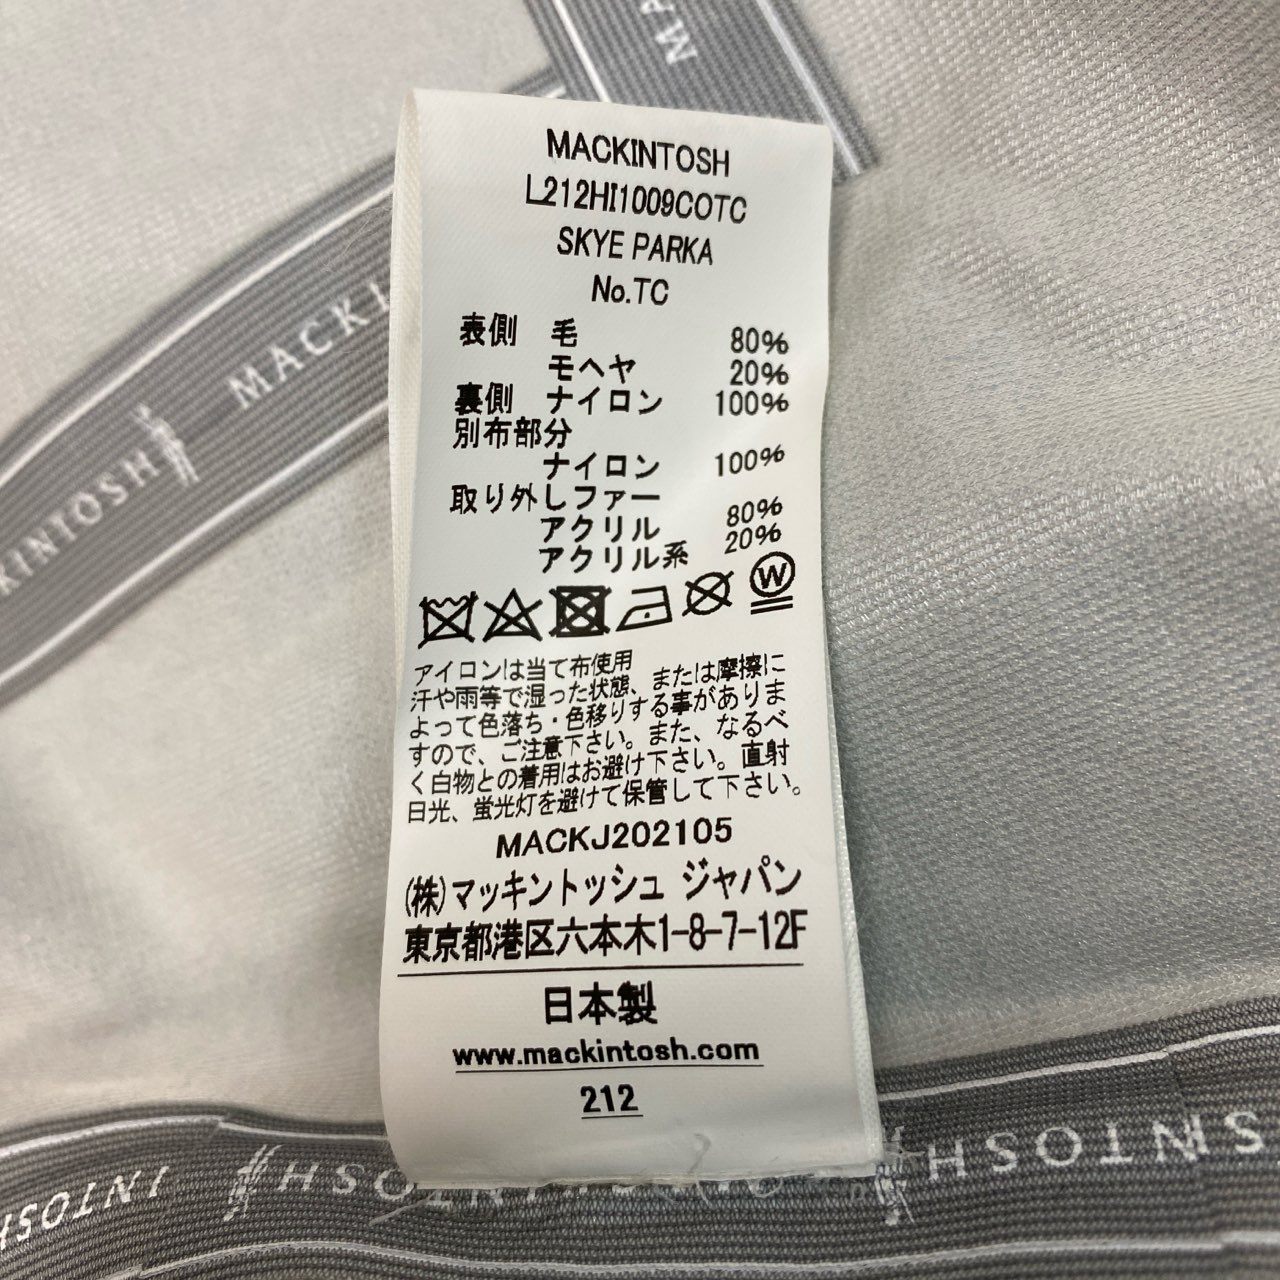 MACKINTOSH
L212HI1009COTC
SKYE PARKA
No.TC
表側 毛 80%
モヘヤ 20%
裏側 ナイロン 100%
別布部分
ナイロン 100%
取り外しファー
アクリル 80%
アクリル系 20%
W
アイロンは当て布使用
汗や雨等で湿った状態、または摩擦に
よって色落ち・色移りする事がありま
すので、ご注意下さい。また、なるべ
く白物との着用はお避け下さい。直射
日光、蛍光灯を避けて保管して下さい。
MACKJ202105
(株)マッキントッシュ ジャパン
東京都港区六本木1-8-7-12F
日本製
www.mackintosh.com
212
MA
MACKI
KINTOSH
INTOSH
NTOSH